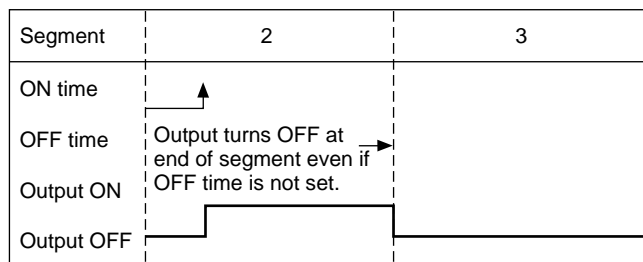 Segment 2 3
ON time
OFF time
Output turns OFF at
end of segment even if
OFF time is not set.
Output ON
Output OFF